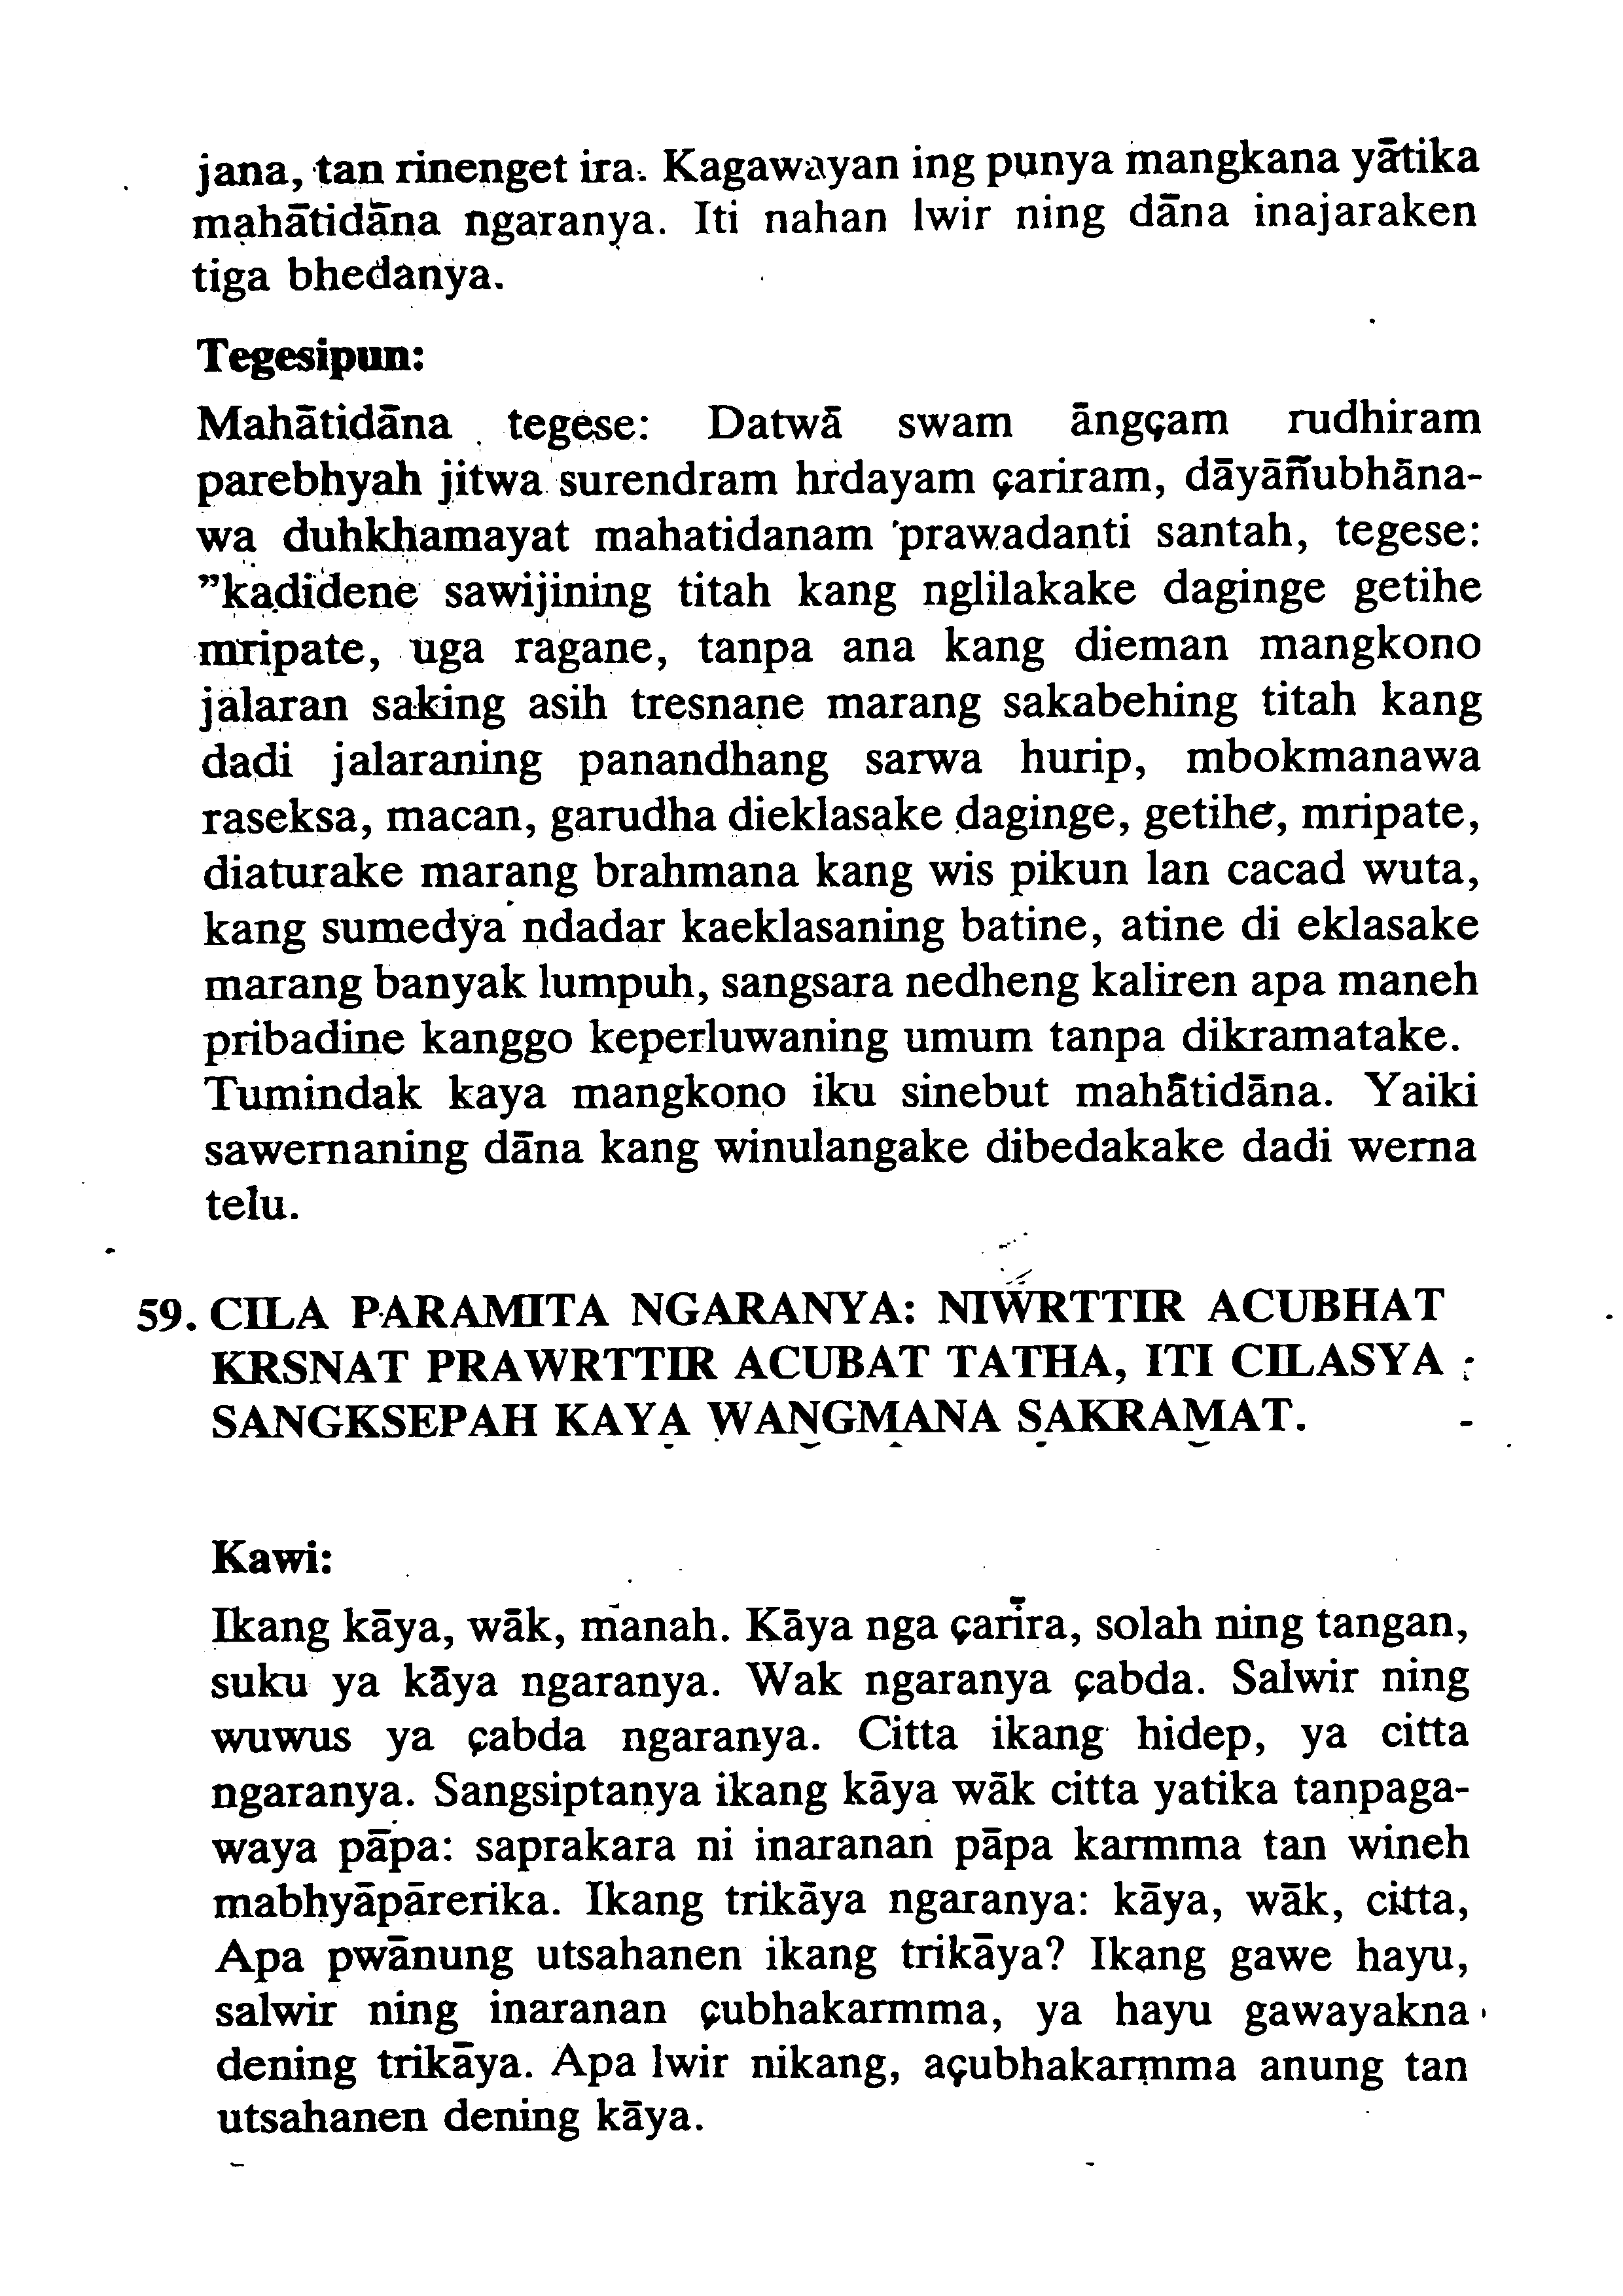 jana, tan rinenget ira. Kagawayan ing punya mangkana yātika
mahātidāna ngaranya. Iti nahan lwir ning dāna inajaraken
tiga bhedanya.
Tegesipun:
Mahātidāna tegese: Datwā swam āngçam rudhiram
parebhyah jitwa surendram hrdayam çariram, dāyāñubhāna-
wa duhkhamayat mahatidanam prawadanti santah, tegese:
”kadidene sawijining titah kang nglilakake daginge getihe
mripate, uga ragane, tanpa ana kang dieman mangkono
jalaran saking asih tresnane marang sakabehing titah kang
dadi jalaraning panandhang sarwa hurip, mbokmanawa
raseksa, macan, garudha dieklasake daginge, getihe, mripate,
diaturake marang brahmana kang wis pikun lan cacad wuta,
kang sumedya ndadar kaeklasaning batine, atine di eklasake
marang banyak lumpuh, sangsara nedheng kaliren apa maneh
pribadine kanggo keperluwaning umum tanpa dikramatake.
Tumindak kaya mangkono iku sinebut mahātidāna. Yaiki
sawernaning dāna kang winulangake dibedakake dadi werna
telu.
59. CILA PARAMITA NGARANYA: NIWRTTIR ACUBHAT
KRSNAT PRAWRTTIR ACUBAT TATHA, ITI CILASYA
SANGKSEPAH KAYA WANGMANA SAKRAMAT.
Kawi:
Ikang kāya, wāk, manah. Kāya nga çarīra, solah ning tangan,
suku ya kāya ngaranya. Wak ngaranya çabda. Salwir ning
wuwus ya çabda ngaranya. Citta ikang hidep, ya citta
ngaranya. Sangsiptanya ikang kāya wāk citta yatika tanpaga-
waya pāpa: saprakara ni inaranan pāpa karmma tan wineh
mabhyāpārerika. Ikang trikāya ngaranya: kāya, wāk, citta,
Apa pwānung utsahanen ikang trikāya? Ikang gawe hayu,
salwir ning inaranan çubhakarmma, ya hayu gawayakna
dening trikāya. Apa lwir nikang, açubhakarmma anung tan
utsahanen dening kāya.